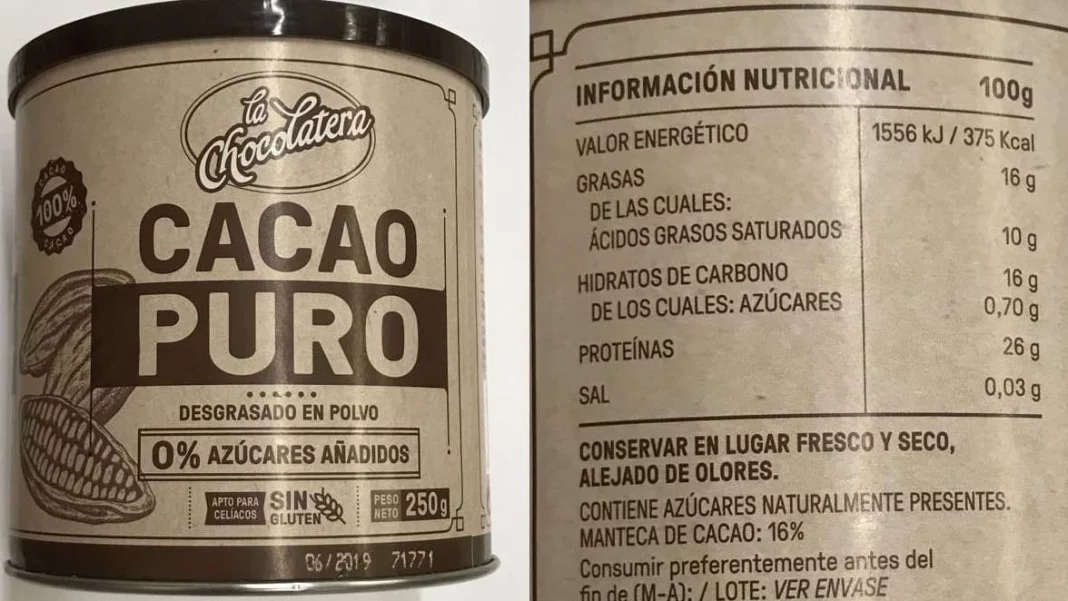 la
Chocolatera
CACAO
100%
CACAO
CACAO
PURO
DESGRASADO EN POLVO
0% AZÚCARES AÑADIDOS
APTO PARA
CELÍACOS
SIN
GLUTEN
PESO
NETO
250g
06/2019 71771
INFORMACIÓN NUTRICIONAL 100g
VALOR ENERGÉTICO 1556 kJ / 375 Kcal
GRASAS 16 g
DE LAS CUALES:
ÁCIDOS GRASOS SATURADOS 10 g
HIDRATOS DE CARBONO 16 g
DE LOS CUALES: AZÚCARES 0,70 g
PROTEÍNAS 26 g
SAL 0,03 g
CONSERVAR EN LUGAR FRESCO Y SECO,
ALEJADO DE OLORES.
CONTIENE AZÚCARES NATURALMENTE PRESENTES.
MANTECA DE CACAO: 16%
Consumir preferentemente antes del
fin de (M-A): / LOTE: VER ENVASE